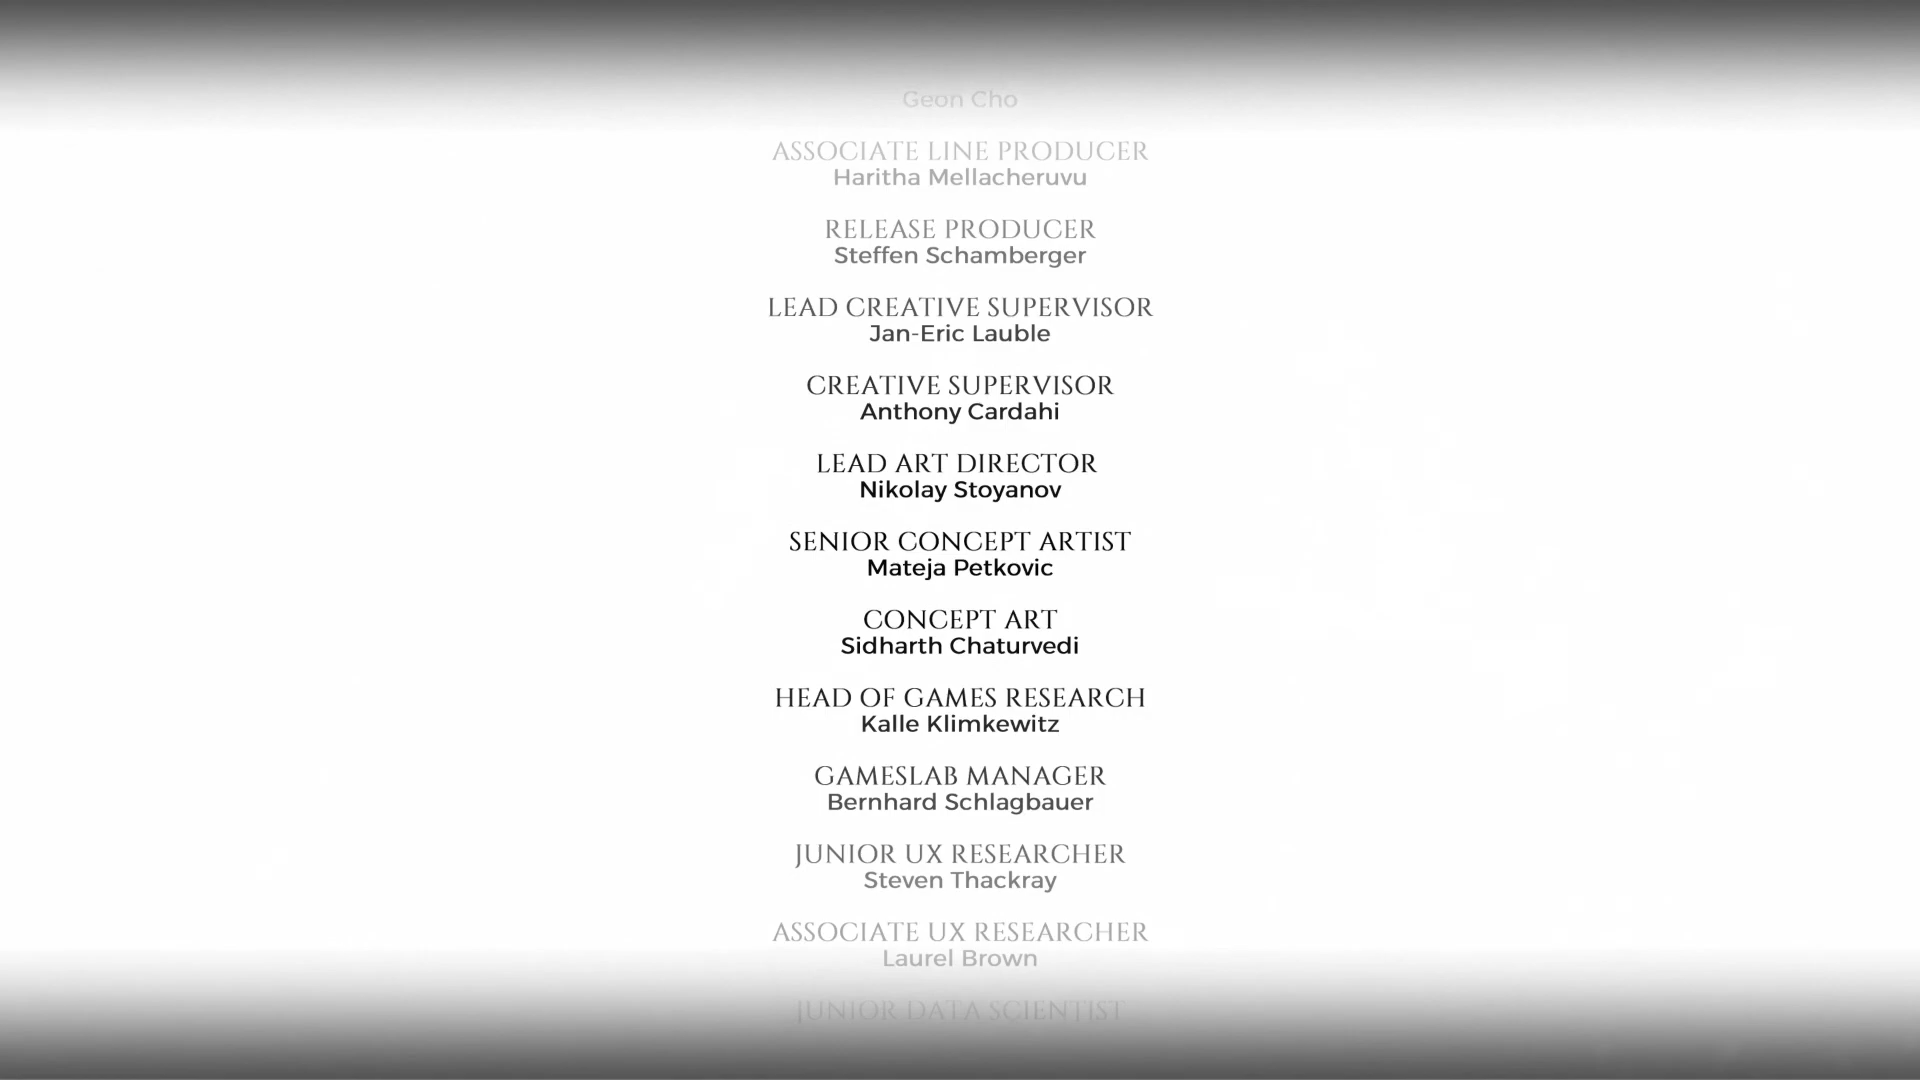 Geon Cho
ASSOCIATE LINE PRODUCER
Haritha Mellacheruvu
RELEASE PRODUCER
Steffen Schamberger
LEAD CREATIVE SUPERVISOR
Jan-Eric Lauble
CREATIVE SUPERVISOR
Anthony Cardahi
LEAD ART DIRECTOR
Nikolay Stoyanov
SENIOR CONCEPT ARTIST
Mateja Petkovic
CONCEPT ART
Sidharth Chaturvedi
HEAD OF GAMES RESEARCH
Kalle Klimkewitz
GAMESLAB MANAGER
Bernhard Schlagbauer
JUNIOR UX RESEARCHER
Steven Thackray
ASSOCIATE UX RESEARCHER
Laurel Brown
JUNIOR DATA SCIENTIST